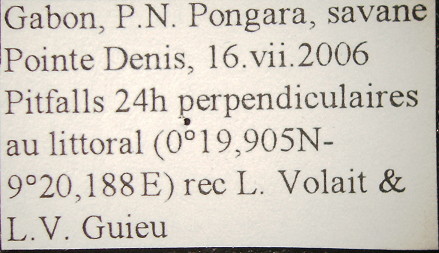 Gabon, P.N. Pongara, savane
Pointe Denis, 16.vii.2006
Pitfalls 24h perpendiculaires
au littoral (0°19,905N-
9°20,188E) rec L. Volait &
L.V. Guieu